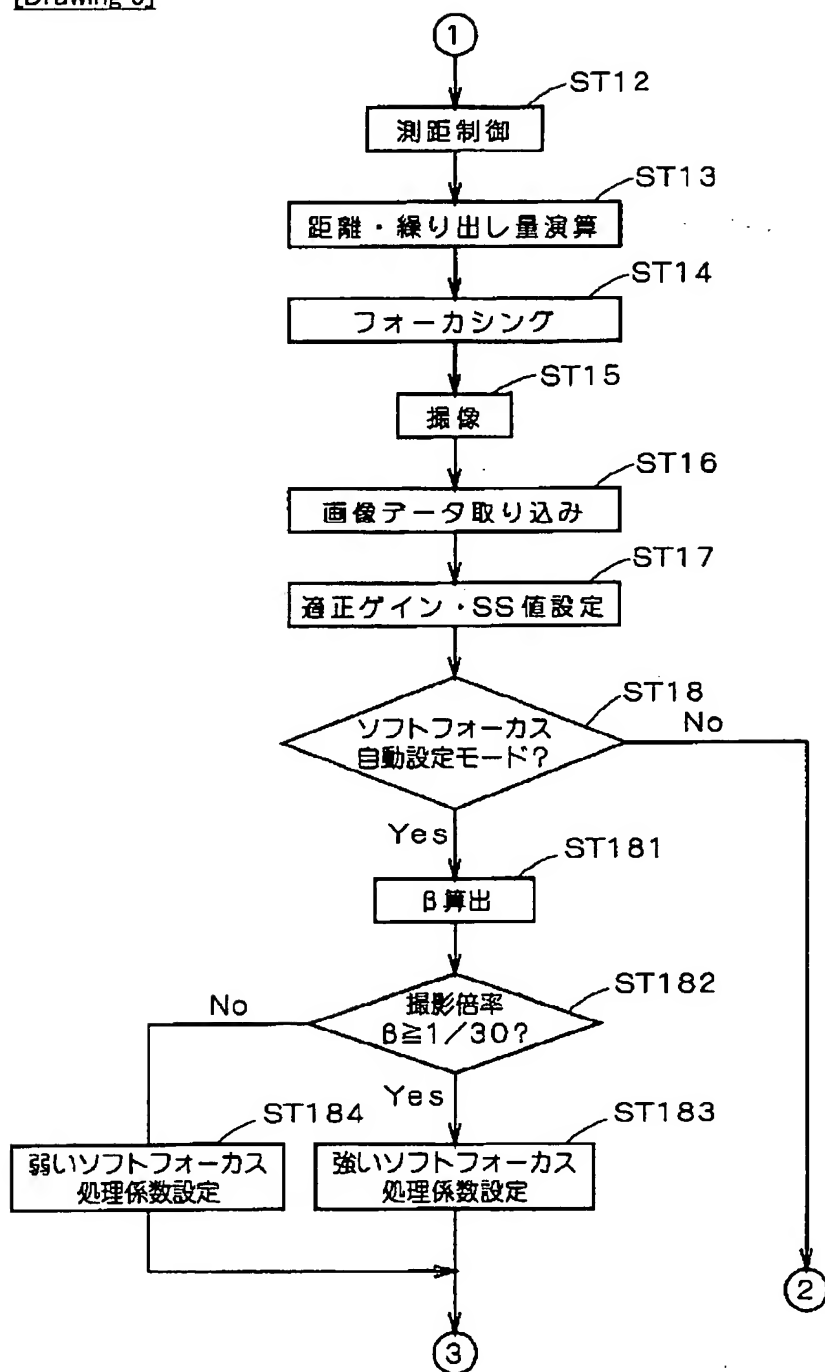 ①
ST12
測距制御
ST13
距離・繰り出し量演算
ST14
フォーカシング
ST15
撮像
ST16
画像データ取り込み
ST17
適正ゲイン・SS値設定
ST18
ソフトフォーカス
自動設定モード?
No
Yes
ST181
β算出
ST182
撮影倍率
β≧1/30?
No
Yes
ST184
弱いソフトフォーカス
処理係数設定
ST183
強いソフトフォーカス
処理係数設定
②
③